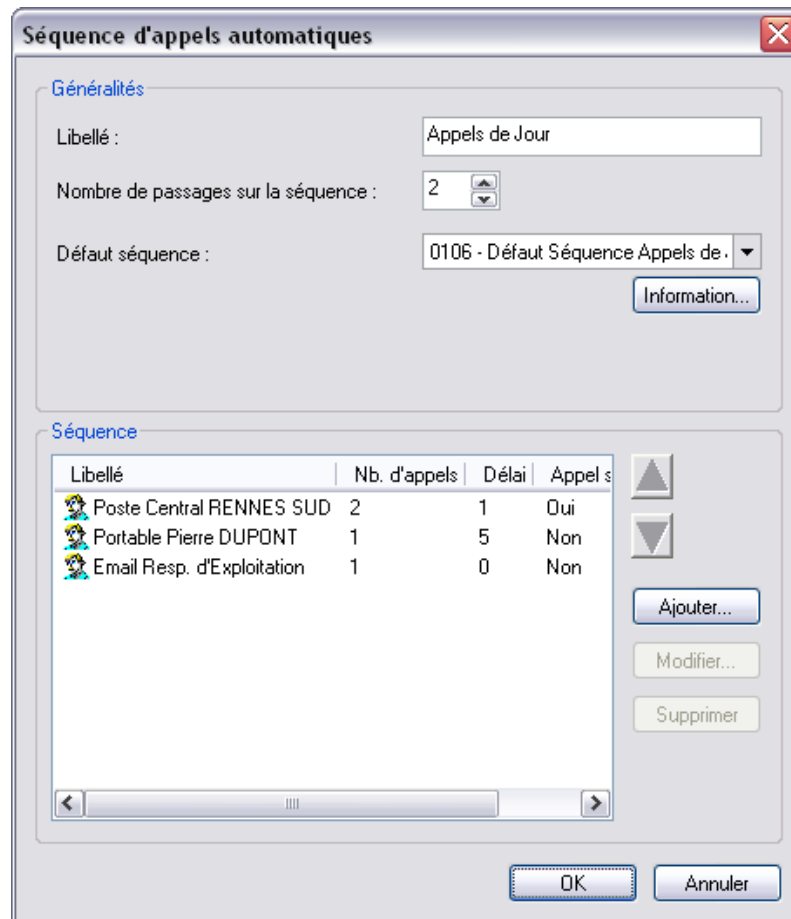 Séquence d'appels automatiques
Généralités
Libellé :
Appels de Jour
Nombre de passages sur la séquence :
2
Défaut séquence :
0106 - Défaut Séquence Appels de
Information...
Séquence
Libellé Nb. d'appels Délai Appel s
Poste Central RENNES SUD 2 1 Oui
Portable Pierre DUPONT 1 5 Non
Email Resp. d'Exploitation 1 0 Non
Ajouter...
Modifier...
Supprimer
OK Annuler